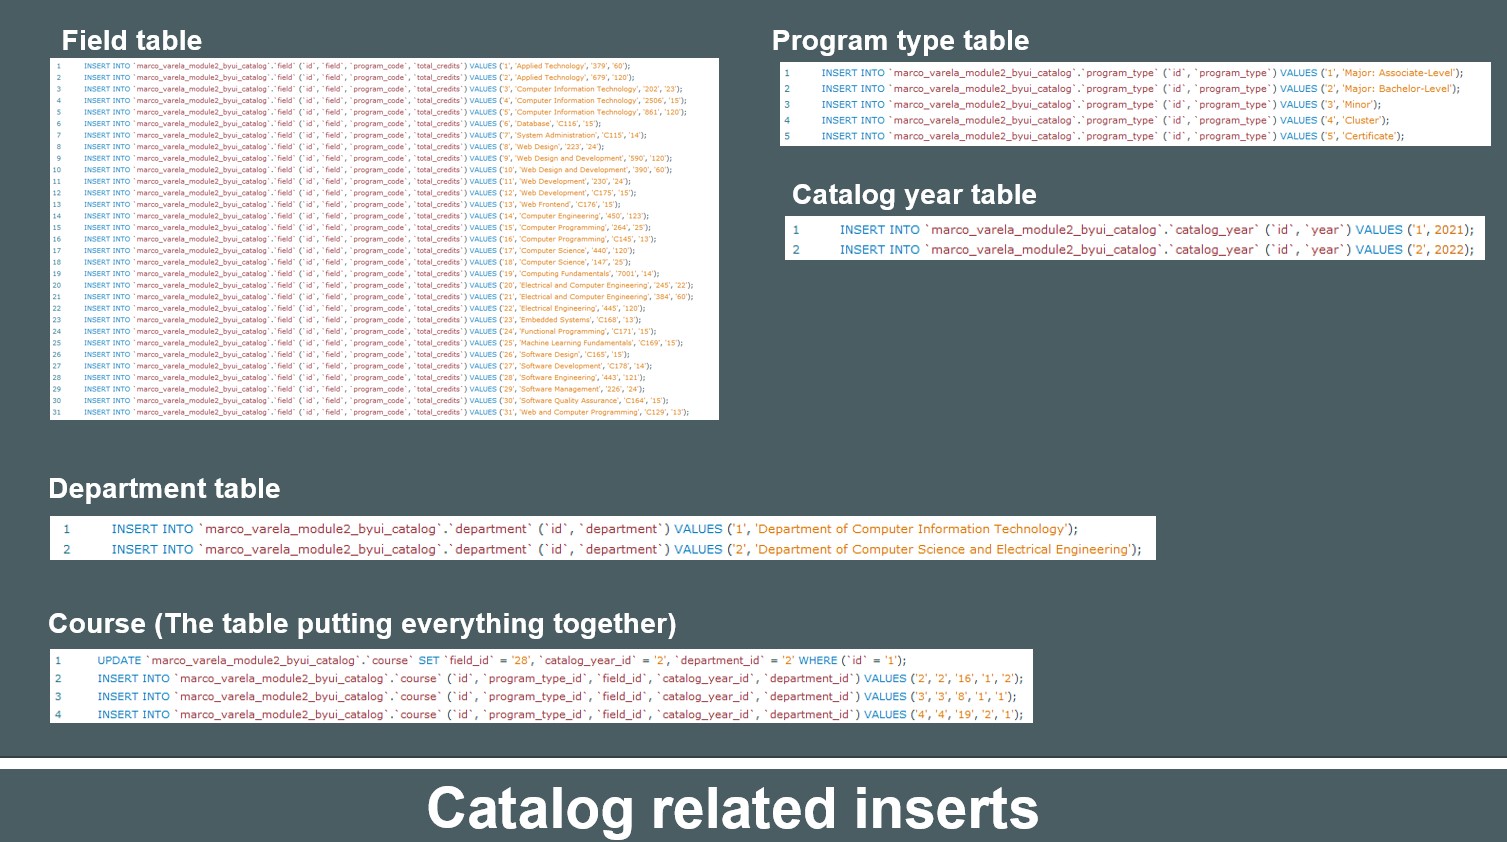 Field table
1 INSERT INTO `marco_varela_module2_byui_catalog`.`field` (`id`, `field`, `program_code`, `total_credits`) VALUES ('1', 'Applied Technology', '379', '60');
2 INSERT INTO `marco_varela_module2_byui_catalog`.`field` (`id`, `field`, `program_code`, `total_credits`) VALUES ('2', 'Applied Technology', '679', '120');
3 INSERT INTO `marco_varela_module2_byui_catalog`.`field` (`id`, `field`, `program_code`, `total_credits`) VALUES ('3', 'Computer Information Technology', '202', '23');
4 INSERT INTO `marco_varela_module2_byui_catalog`.`field` (`id`, `field`, `program_code`, `total_credits`) VALUES ('4', 'Computer Information Technology', '2506', '15');
5 INSERT INTO `marco_varela_module2_byui_catalog`.`field` (`id`, `field`, `program_code`, `total_credits`) VALUES ('5', 'Computer Information Technology', '861', '120');
6 INSERT INTO `marco_varela_module2_byui_catalog`.`field` (`id`, `field`, `program_code`, `total_credits`) VALUES ('6', 'Database', 'C116', '15');
7 INSERT INTO `marco_varela_module2_byui_catalog`.`field` (`id`, `field`, `program_code`, `total_credits`) VALUES ('7', 'System Administration', 'C115', '14');
8 INSERT INTO `marco_varela_module2_byui_catalog`.`field` (`id`, `field`, `program_code`, `total_credits`) VALUES ('8', 'Web Design', '223', '24');
9 INSERT INTO `marco_varela_module2_byui_catalog`.`field` (`id`, `field`, `program_code`, `total_credits`) VALUES ('9', 'Web Design and Development', '590', '120');
10 INSERT INTO `marco_varela_module2_byui_catalog`.`field` (`id`, `field`, `program_code`, `total_credits`) VALUES ('10', 'Web Design and Development', '390', '60');
11 INSERT INTO `marco_varela_module2_byui_catalog`.`field` (`id`, `field`, `program_code`, `total_credits`) VALUES ('11', 'Web Development', '230', '24');
12 INSERT INTO `marco_varela_module2_byui_catalog`.`field` (`id`, `field`, `program_code`, `total_credits`) VALUES ('12', 'Web Development', 'C175', '15');
13 INSERT INTO `marco_varela_module2_byui_catalog`.`field` (`id`, `field`, `program_code`, `total_credits`) VALUES ('13', 'Web Frontend', 'C176', '15');
14 INSERT INTO `marco_varela_module2_byui_catalog`.`field` (`id`, `field`, `program_code`, `total_credits`) VALUES ('14', 'Computer Engineering', '450', '123');
15 INSERT INTO `marco_varela_module2_byui_catalog`.`field` (`id`, `field`, `program_code`, `total_credits`) VALUES ('15', 'Computer Programming', '264', '25');
16 INSERT INTO `marco_varela_module2_byui_catalog`.`field` (`id`, `field`, `program_code`, `total_credits`) VALUES ('16', 'Computer Programming', 'C145', '13');
17 INSERT INTO `marco_varela_module2_byui_catalog`.`field` (`id`, `field`, `program_code`, `total_credits`) VALUES ('17', 'Computer Science', '440', '120');
18 INSERT INTO `marco_varela_module2_byui_catalog`.`field` (`id`, `field`, `program_code`, `total_credits`) VALUES ('18', 'Computer Science', '147', '25');
19 INSERT INTO `marco_varela_module2_byui_catalog`.`field` (`id`, `field`, `program_code`, `total_credits`) VALUES ('19', 'Computing Fundamentals', '7001', '14');
20 INSERT INTO `marco_varela_module2_byui_catalog`.`field` (`id`, `field`, `program_code`, `total_credits`) VALUES ('20', 'Electrical and Computer Engineering', '245', '22');
21 INSERT INTO `marco_varela_module2_byui_catalog`.`field` (`id`, `field`, `program_code`, `total_credits`) VALUES ('21', 'Electrical and Computer Engineering', '384', '60');
22 INSERT INTO `marco_varela_module2_byui_catalog`.`field` (`id`, `field`, `program_code`, `total_credits`) VALUES ('22', 'Electrical Engineering', '445', '120');
23 INSERT INTO `marco_varela_module2_byui_catalog`.`field` (`id`, `field`, `program_code`, `total_credits`) VALUES ('23', 'Embedded Systems', 'C168', '13');
24 INSERT INTO `marco_varela_module2_byui_catalog`.`field` (`id`, `field`, `program_code`, `total_credits`) VALUES ('24', 'Functional Programming', 'C171', '15');
25 INSERT INTO `marco_varela_module2_byui_catalog`.`field` (`id`, `field`, `program_code`, `total_credits`) VALUES ('25', 'Machine Learning Fundamentals', 'C169', '15');
26 INSERT INTO `marco_varela_module2_byui_catalog`.`field` (`id`, `field`, `program_code`, `total_credits`) VALUES ('26', 'Software Design', 'C165', '15');
27 INSERT INTO `marco_varela_module2_byui_catalog`.`field` (`id`, `field`, `program_code`, `total_credits`) VALUES ('27', 'Software Development', 'C178', '14');
28 INSERT INTO `marco_varela_module2_byui_catalog`.`field` (`id`, `field`, `program_code`, `total_credits`) VALUES ('28', 'Software Engineering', '443', '121');
29 INSERT INTO `marco_varela_module2_byui_catalog`.`field` (`id`, `field`, `program_code`, `total_credits`) VALUES ('29', 'Software Management', '226', '24');
30 INSERT INTO `marco_varela_module2_byui_catalog`.`field` (`id`, `field`, `program_code`, `total_credits`) VALUES ('30', 'Software Quality Assurance', 'C164', '15');
31 INSERT INTO `marco_varela_module2_byui_catalog`.`field` (`id`, `field`, `program_code`, `total_credits`) VALUES ('31', 'Web and Computer Programming', 'C129', '13');
Program type table
1 INSERT INTO `marco_varela_module2_byui_catalog`.`program_type` (`id`, `program_type`) VALUES ('1', 'Major: Associate-Level');
2 INSERT INTO `marco_varela_module2_byui_catalog`.`program_type` (`id`, `program_type`) VALUES ('2', 'Major: Bachelor-Level');
3 INSERT INTO `marco_varela_module2_byui_catalog`.`program_type` (`id`, `program_type`) VALUES ('3', 'Minor');
4 INSERT INTO `marco_varela_module2_byui_catalog`.`program_type` (`id`, `program_type`) VALUES ('4', 'Cluster');
5 INSERT INTO `marco_varela_module2_byui_catalog`.`program_type` (`id`, `program_type`) VALUES ('5', 'Certificate');
Catalog year table
1 INSERT INTO `marco_varela_module2_byui_catalog`.`catalog_year` (`id`, `year`) VALUES ('1', 2021);
2 INSERT INTO `marco_varela_module2_byui_catalog`.`catalog_year` (`id`, `year`) VALUES ('2', 2022);
Department table
1 INSERT INTO `marco_varela_module2_byui_catalog`.`department` (`id`, `department`) VALUES ('1', 'Department of Computer Information Technology');
2 INSERT INTO `marco_varela_module2_byui_catalog`.`department` (`id`, `department`) VALUES ('2', 'Department of Computer Science and Electrical Engineering');
Course (The table putting everything together)
1 UPDATE `marco_varela_module2_byui_catalog`.`course` SET `field_id` = '28', `catalog_year_id` = '2', `department_id` = '2' WHERE (`id` = '1');
2 INSERT INTO `marco_varela_module2_byui_catalog`.`course` (`id`, `program_type_id`, `field_id`, `catalog_year_id`, `department_id`) VALUES ('2', '2', '16', '1', '2');
3 INSERT INTO `marco_varela_module2_byui_catalog`.`course` (`id`, `program_type_id`, `field_id`, `catalog_year_id`, `department_id`) VALUES ('3', '3', '8', '1', '1');
4 INSERT INTO `marco_varela_module2_byui_catalog`.`course` (`id`, `program_type_id`, `field_id`, `catalog_year_id`, `department_id`) VALUES ('4', '4', '19', '2', '1');
Catalog related inserts